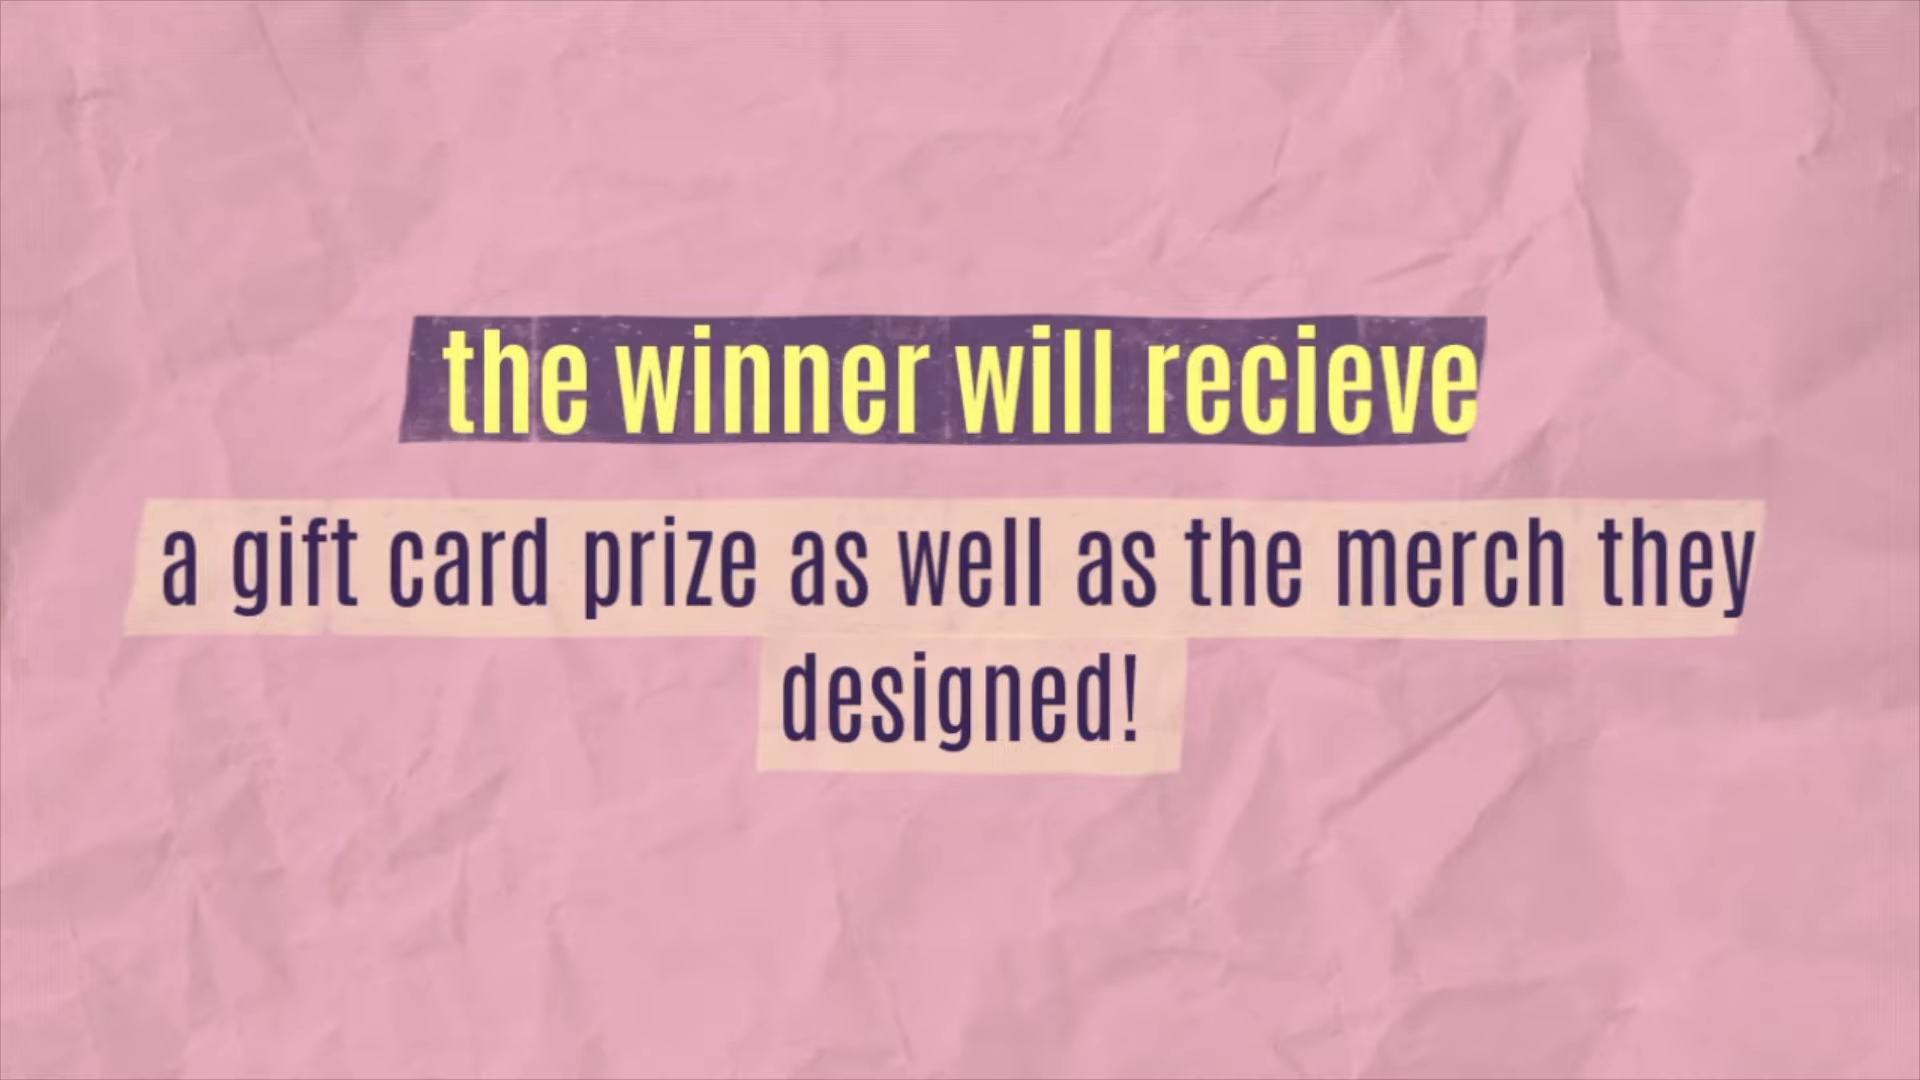 the winner will recieve
a gift card prize as well as the merch they
designed!